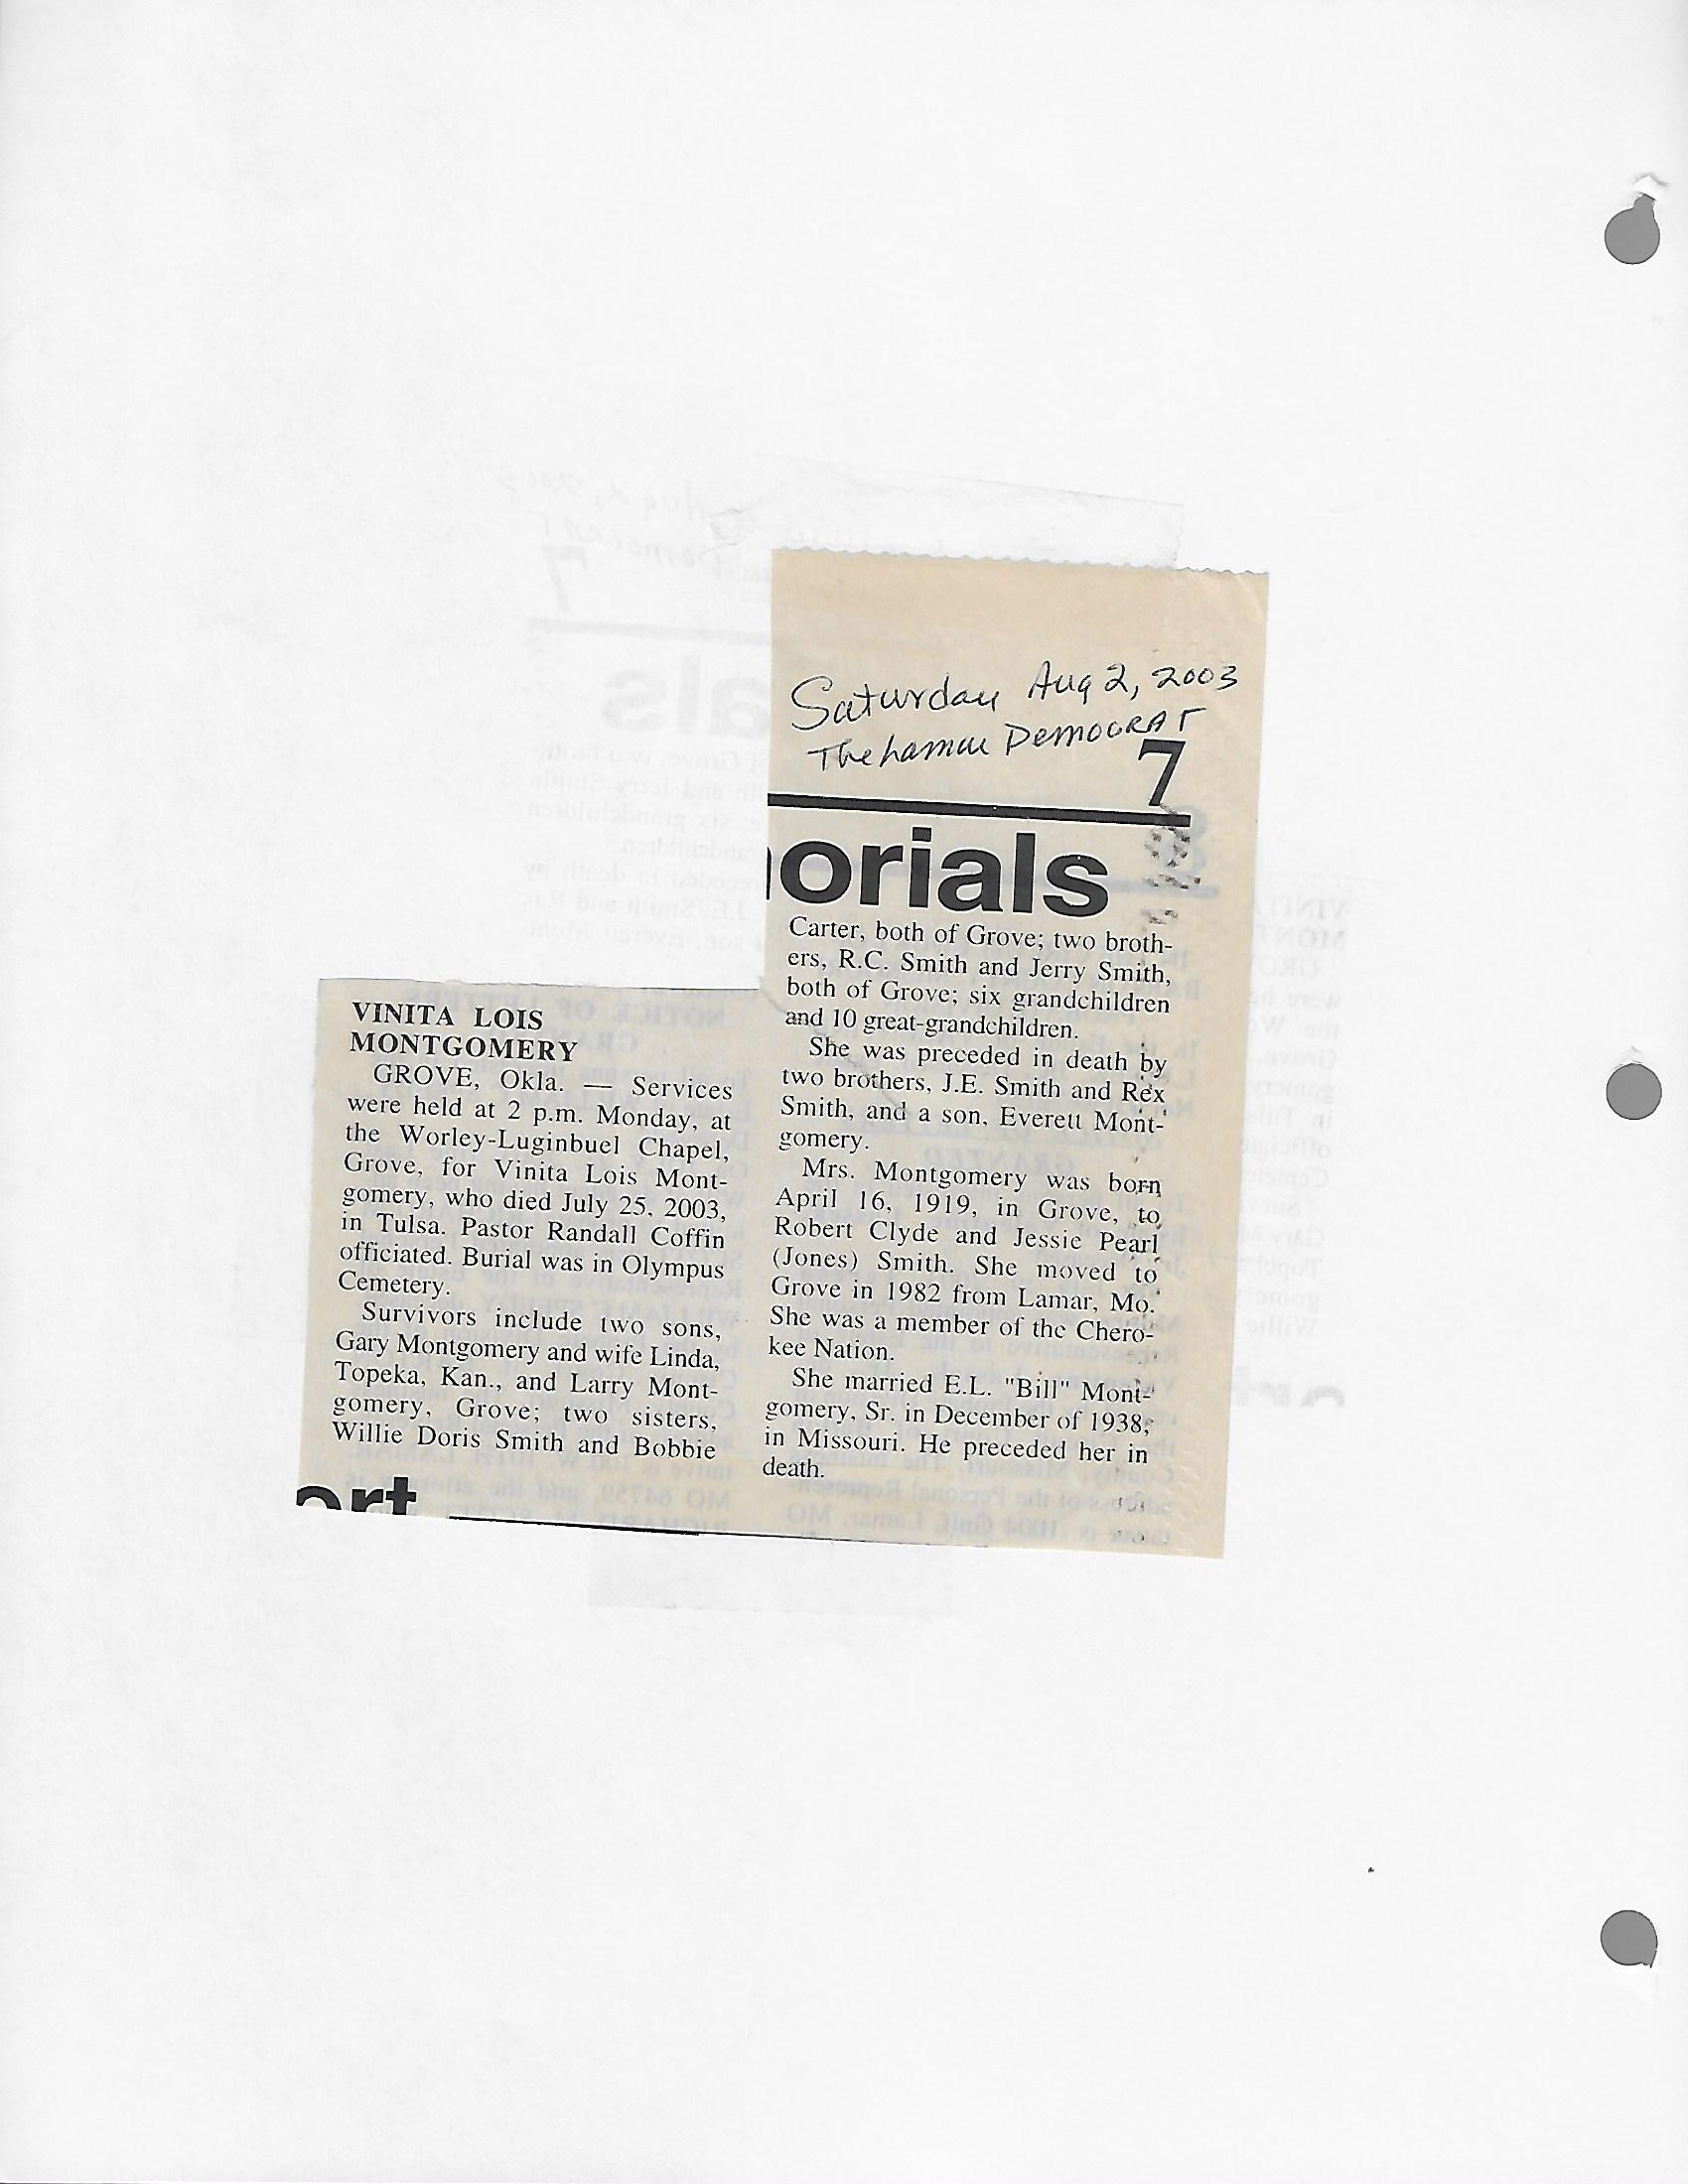 Saturday Aug 2, 2003
The Lamar DEMOCRAT
7
orials
VINITA LOIS
MONTGOMERY
GROVE, Okla. — Services
were held at 2 p.m. Monday, at
the Worley-Luginbuel Chapel,
Grove, for Vinita Lois Mont-
gomery, who died July 25, 2003,
in Tulsa. Pastor Randall Coffin
officiated. Burial was in Olympus
Cemetery.
Survivors include two sons,
Gary Montgomery and wife Linda,
Topeka, Kan., and Larry Mont-
gomery, Grove; two sisters,
Willie Doris Smith and Bobbie
Carter, both of Grove; two broth-
ers, R.C. Smith and Jerry Smith,
both of Grove; six grandchildren
and 10 great-grandchildren.
She was preceded in death by
two brothers, J.E. Smith and Rex
Smith, and a son, Everett Mont-
gomery.
Mrs. Montgomery was born
April 16, 1919, in Grove, to
Robert Clyde and Jessie Pearl
(Jones) Smith. She moved to
Grove in 1982 from Lamar, Mo.
She was a member of the Chero-
kee Nation.
She married E.L. "Bill" Mont-
gomery, Sr. in December of 1938,
in Missouri. He preceded her in
death.
ort